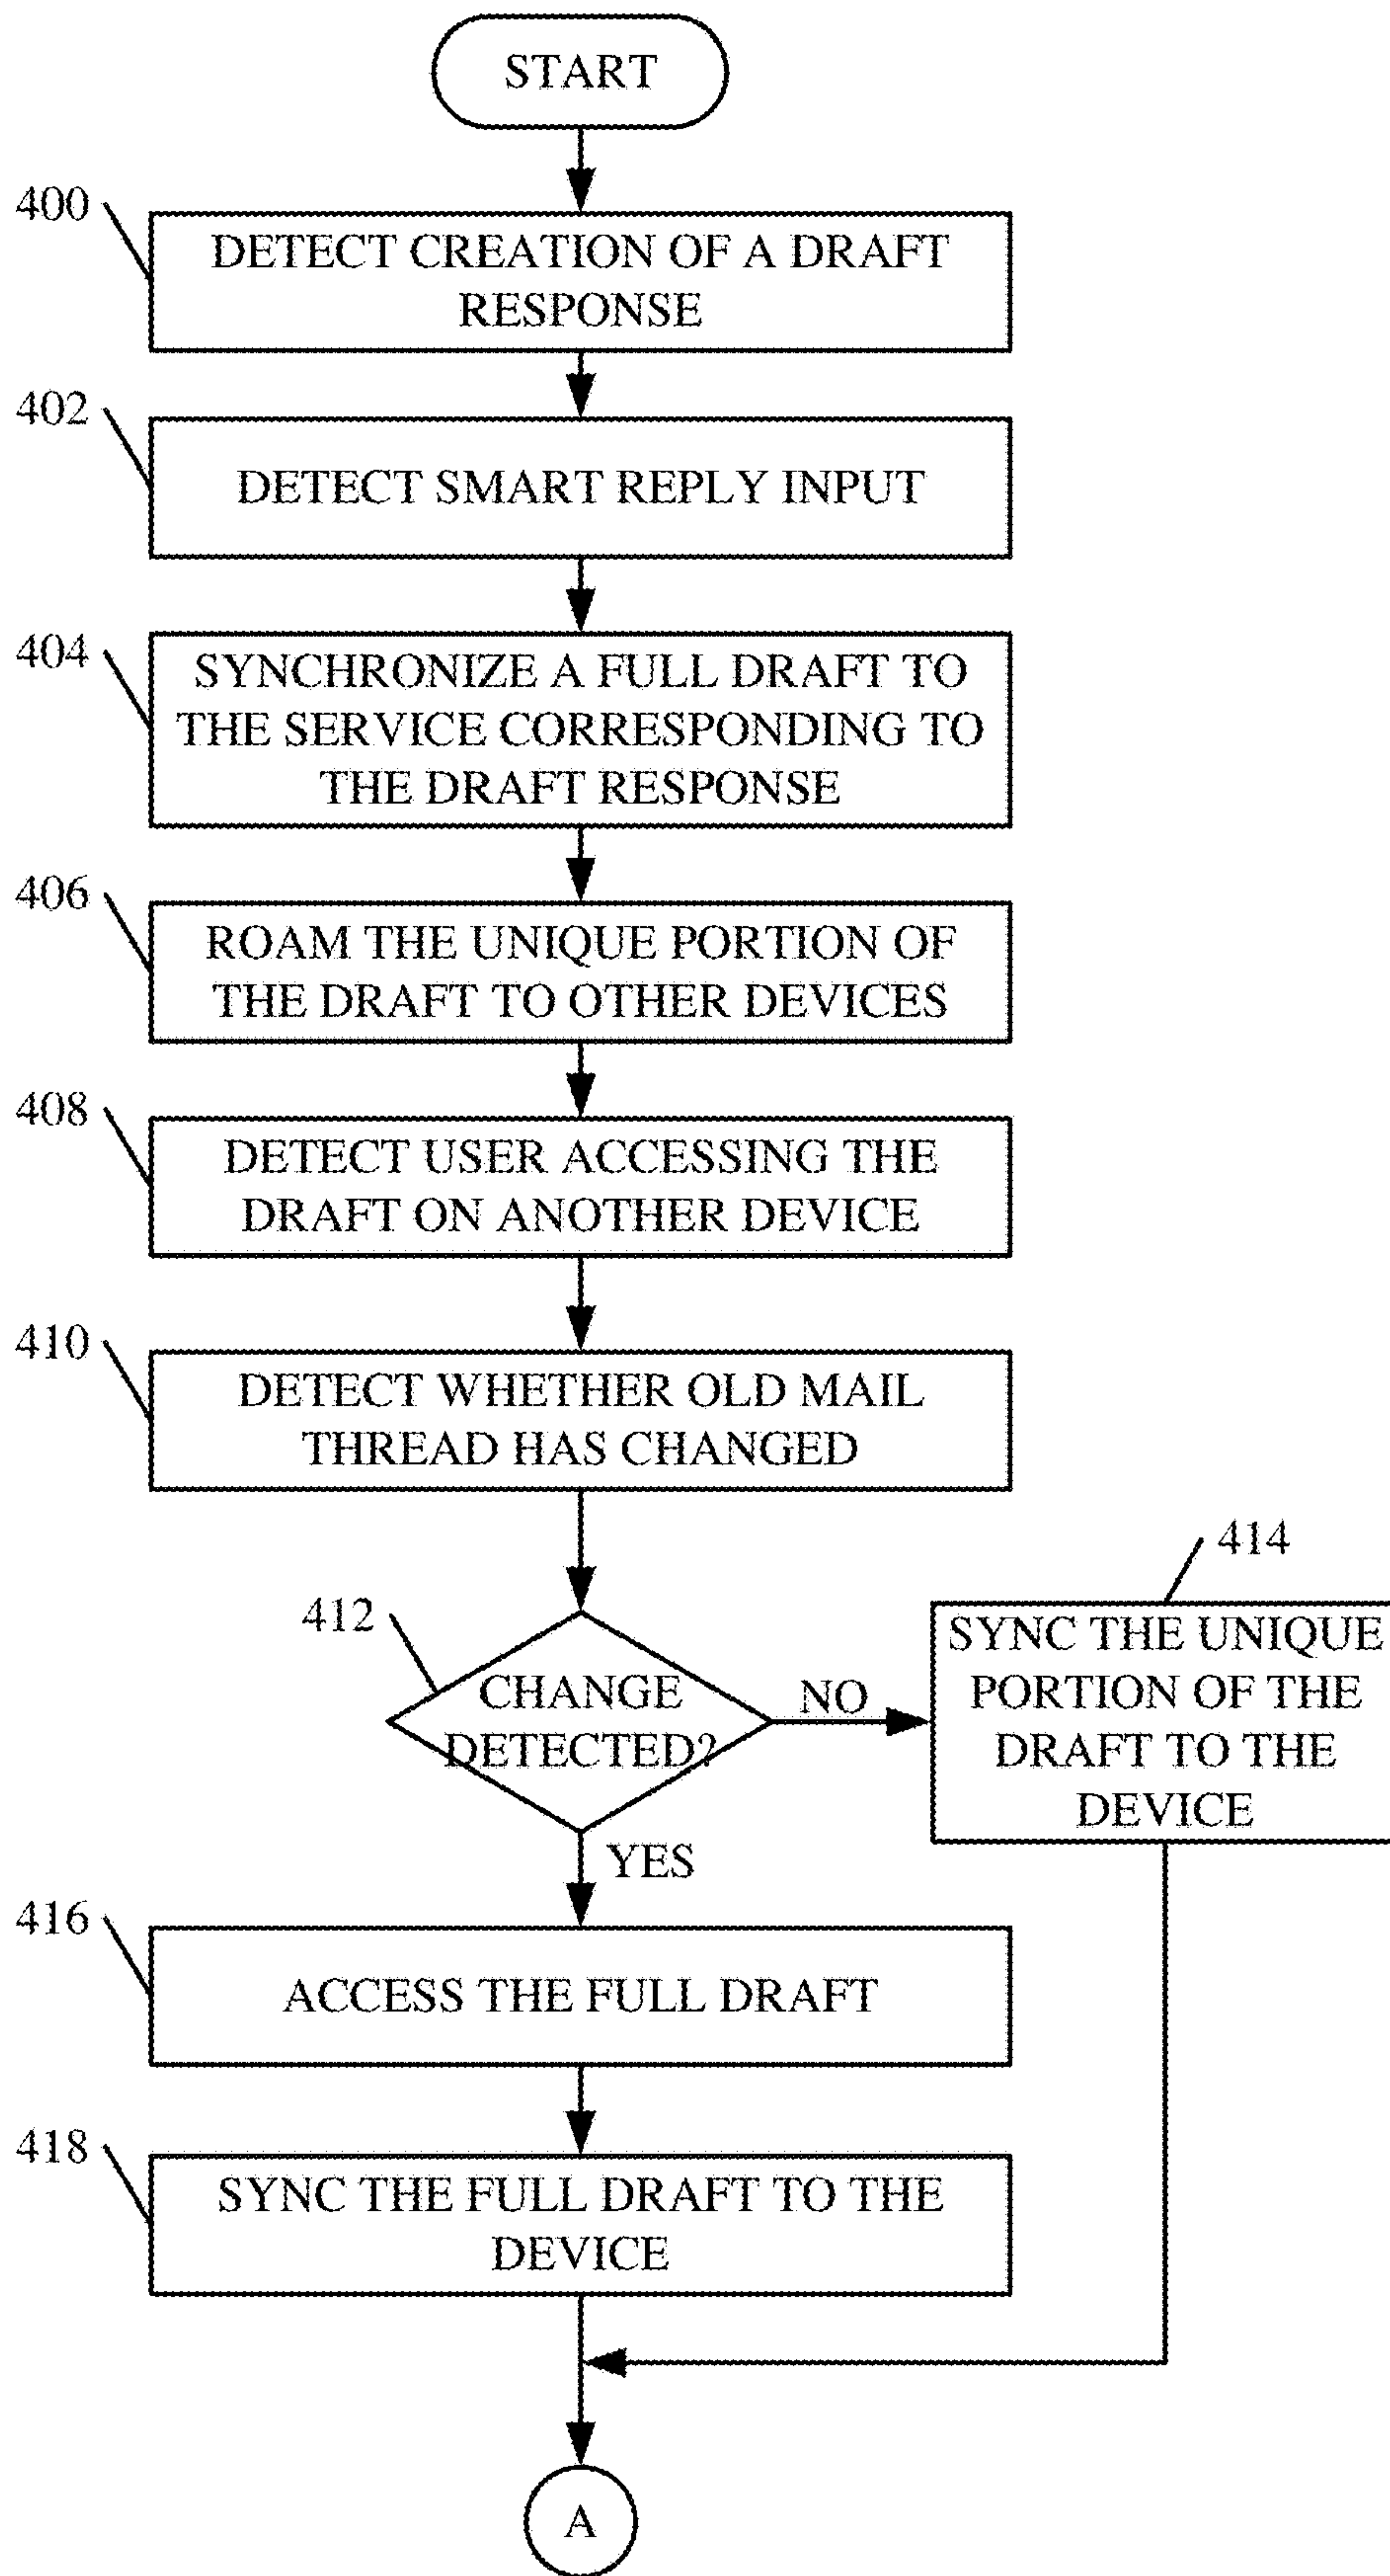 START
400
DETECT CREATION OF A DRAFT
RESPONSE
402
DETECT SMART REPLY INPUT
404
SYNCHRONIZE A FULL DRAFT TO
THE SERVICE CORRESPONDING TO
THE DRAFT RESPONSE
406
ROAM THE UNIQUE PORTION OF
THE DRAFT TO OTHER DEVICES
408
DETECT USER ACCESSING THE
DRAFT ON ANOTHER DEVICE
410
DETECT WHETHER OLD MAIL
THREAD HAS CHANGED
412
CHANGE
DETECTED?
NO
414
SYNC THE UNIQUE
PORTION OF THE
DRAFT TO THE
DEVICE
YES
416
ACCESS THE FULL DRAFT
418
SYNC THE FULL DRAFT TO THE
DEVICE
A